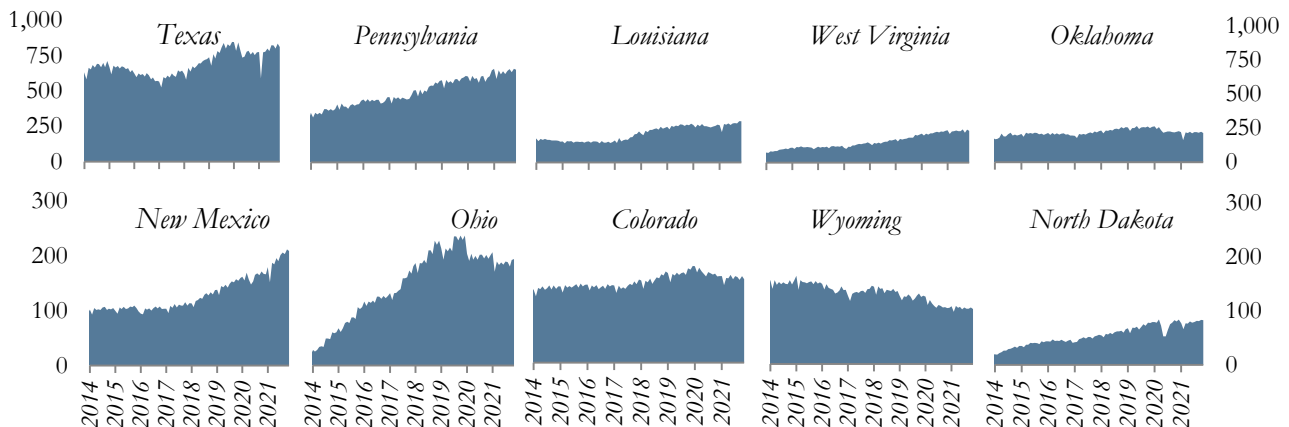 1,000 Texas Pennsylvania Louisiana West Virginia Oklahoma 1,000
750 750
500 500
250 250
0 0
300 New Mexico Ohio Colorado Wyoming North Dakota 300
200 200
100 100
0 0
2014 2015 2016 2017 2018 2019 2020 2021 2014 2015 2016 2017 2018 2019 2020 2021 2014 2015 2016 2017 2018 2019 2020 2021 2014 2015 2016 2017 2018 2019 2020 2021 2014 2015 2016 2017 2018 2019 2020 2021